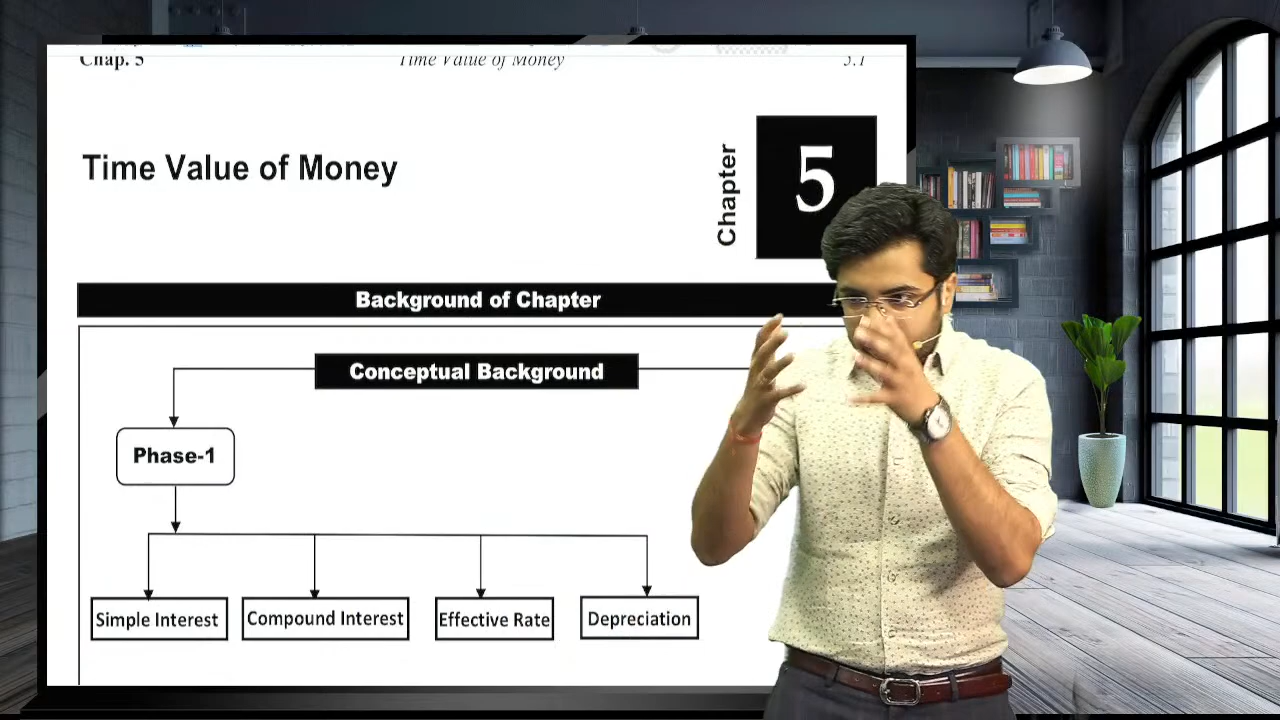 Chap. 5 Time Value of Money 5.1
Time Value of Money
Chapter
5
Background of Chapter
Conceptual Background
Phase-1
Simple Interest Compound Interest Effective Rate Depreciation